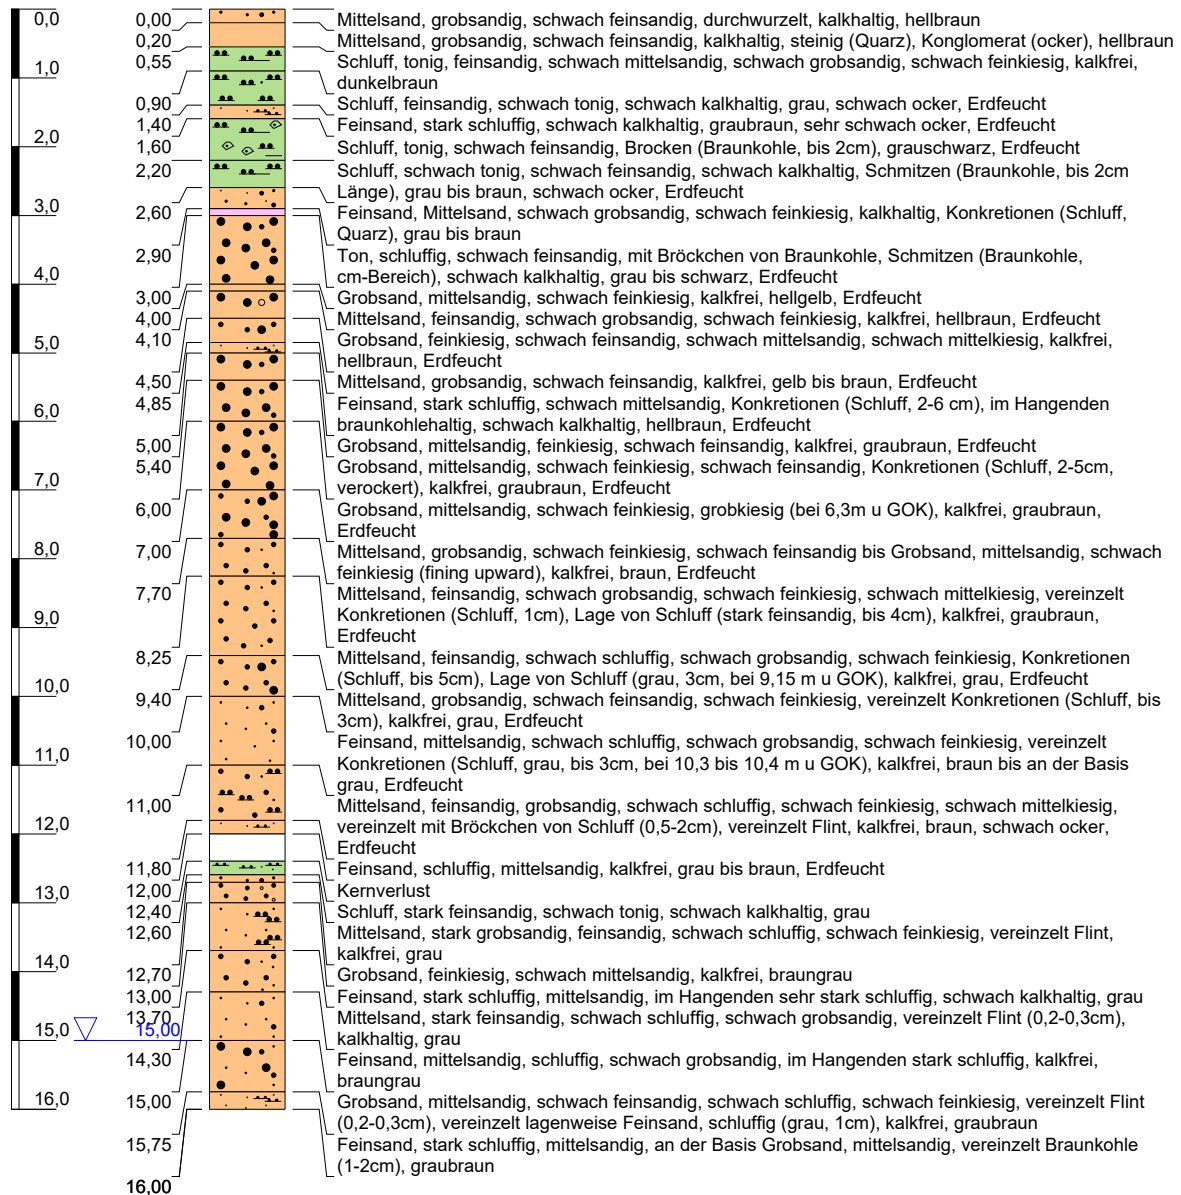 0,0
0,00
Mittelsand, grobsandig, schwach feinsandig, durchwurzelt, kalkhaltig, hellbraun
0,20
Mittelsand, grobsandig, schwach feinsandig, kalkhaltig, steinig (Quarz), Konglomerat (ocker), hellbraun
0,55
Schluff, tonig, feinsandig, schwach mittelsandig, schwach grobsandig, schwach feinkiesig, kalkfrei,
1,0
dunkelbraun
0,90
Schluff, feinsandig, schwach tonig, schwach kalkhaltig, grau, schwach ocker, Erdfeucht
1,40
Feinsand, stark schluffig, schwach kalkhaltig, graubraun, sehr schwach ocker, Erdfeucht
2,0
1,60
Schluff, tonig, schwach feinsandig, Brocken (Braunkohle, bis 2cm), grauschwarz, Erdfeucht
2,20
Schluff, schwach tonig, schwach feinsandig, schwach kalkhaltig, Schmitzen (Braunkohle, bis 2cm
Länge), grau bis braun, schwach ocker, Erdfeucht
3,0
2,60
Feinsand, Mittelsand, schwach grobsandig, schwach feinkiesig, kalkhaltig, Konkretionen (Schluff,
Quarz), grau bis braun
2,90
Ton, schluffig, schwach feinsandig, mit Bröckchen von Braunkohle, Schmitzen (Braunkohle,
4,0
cm-Bereich), schwach kalkhaltig, grau bis schwarz, Erdfeucht
3,00
Grobsand, mittelsandig, schwach feinkiesig, kalkfrei, hellgelb, Erdfeucht
4,00
Mittelsand, feinsandig, schwach grobsandig, schwach feinkiesig, kalkfrei, hellbraun, Erdfeucht
5,0
4,10
Grobsand, feinkiesig, schwach feinsandig, schwach mittelsandig, schwach mittelkiesig, kalkfrei,
hellbraun, Erdfeucht
4,50
Mittelsand, grobsandig, schwach feinsandig, kalkfrei, gelb bis braun, Erdfeucht
6,0
4,85
Feinsand, stark schluffig, schwach mittelsandig, Konkretionen (Schluff, 2-6 cm), im Hangenden
braunkohlehaltig, schwach kalkhaltig, hellbraun, Erdfeucht
5,00
Grobsand, mittelsandig, feinkiesig, schwach feinsandig, kalkfrei, graubraun, Erdfeucht
7,0
5,40
Grobsand, mittelsandig, schwach feinkiesig, schwach feinsandig, Konkretionen (Schluff, 2-5cm,
verockert), kalkfrei, graubraun, Erdfeucht
6,00
Grobsand, mittelsandig, schwach feinkiesig, grobkiesig (bei 6,3m u GOK), kalkfrei, graubraun,
Erdfeucht
8,0
7,00
Mittelsand, grobsandig, schwach feinkiesig, schwach feinsandig bis Grobsand, mittelsandig, schwach
feinkiesig (fining upward), kalkfrei, braun, Erdfeucht
7,70
Mittelsand, feinsandig, schwach grobsandig, schwach feinkiesig, schwach mittelkiesig, vereinzelt
9,0
Konkretionen (Schluff, 1cm), Lage von Schluff (stark feinsandig, bis 4cm), kalkfrei, graubraun,
Erdfeucht
8,25
Mittelsand, feinsandig, schwach schluffig, schwach grobsandig, schwach feinkiesig, Konkretionen
10,0
(Schluff, bis 5cm), Lage von Schluff (grau, 3cm, bei 9,15 m u GOK), kalkfrei, grau, Erdfeucht
9,40
Mittelsand, grobsandig, schwach feinsandig, schwach feinkiesig, vereinzelt Konkretionen (Schluff, bis
3cm), kalkfrei, grau, Erdfeucht
10,00
Feinsand, mittelsandig, schwach schluffig, schwach grobsandig, schwach feinkiesig, vereinzelt
11,0
Konkretionen (Schluff, grau, bis 3cm, bei 10,3 bis 10,4 m u GOK), kalkfrei, braun bis an der Basis
grau, Erdfeucht
11,00
Mittelsand, feinsandig, grobsandig, schwach schluffig, schwach feinkiesig, schwach mittelkiesig,
12,0
vereinzelt mit Bröckchen von Schluff (0,5-2cm), vereinzelt Flint, kalkfrei, braun, schwach ocker,
Erdfeucht
11,80
Feinsand, schluffig, mittelsandig, kalkfrei, grau bis braun, Erdfeucht
13,0
12,00
Kernverlust
12,40
Schluff, stark feinsandig, schwach tonig, schwach kalkhaltig, grau
12,60
Mittelsand, stark grobsandig, feinsandig, schwach schluffig, schwach feinkiesig, vereinzelt Flint,
kalkfrei, grau
14,0
12,70
Grobsand, feinkiesig, schwach mittelsandig, kalkfrei, braungrau
13,00
Feinsand, stark schluffig, mittelsandig, im Hangenden sehr stark schluffig, schwach kalkhaltig, grau
13,70
Mittelsand, stark feinsandig, schwach schluffig, schwach grobsandig, vereinzelt Flint (0,2-0,3cm),
15,0
15,00
kalkhaltig, grau
14,30
Feinsand, mittelsandig, schluffig, schwach grobsandig, im Hangenden stark schluffig, kalkfrei,
braungrau
16,0
15,00
Grobsand, mittelsandig, schwach feinsandig, schwach schluffig, schwach feinkiesig, vereinzelt Flint
(0,2-0,3cm), vereinzelt lagenweise Feinsand, schluffig (grau, 1cm), kalkfrei, graubraun
15,75
Feinsand, stark schluffig, mittelsandig, an der Basis Grobsand, mittelsandig, vereinzelt Braunkohle
(1-2cm), graubraun
16,00